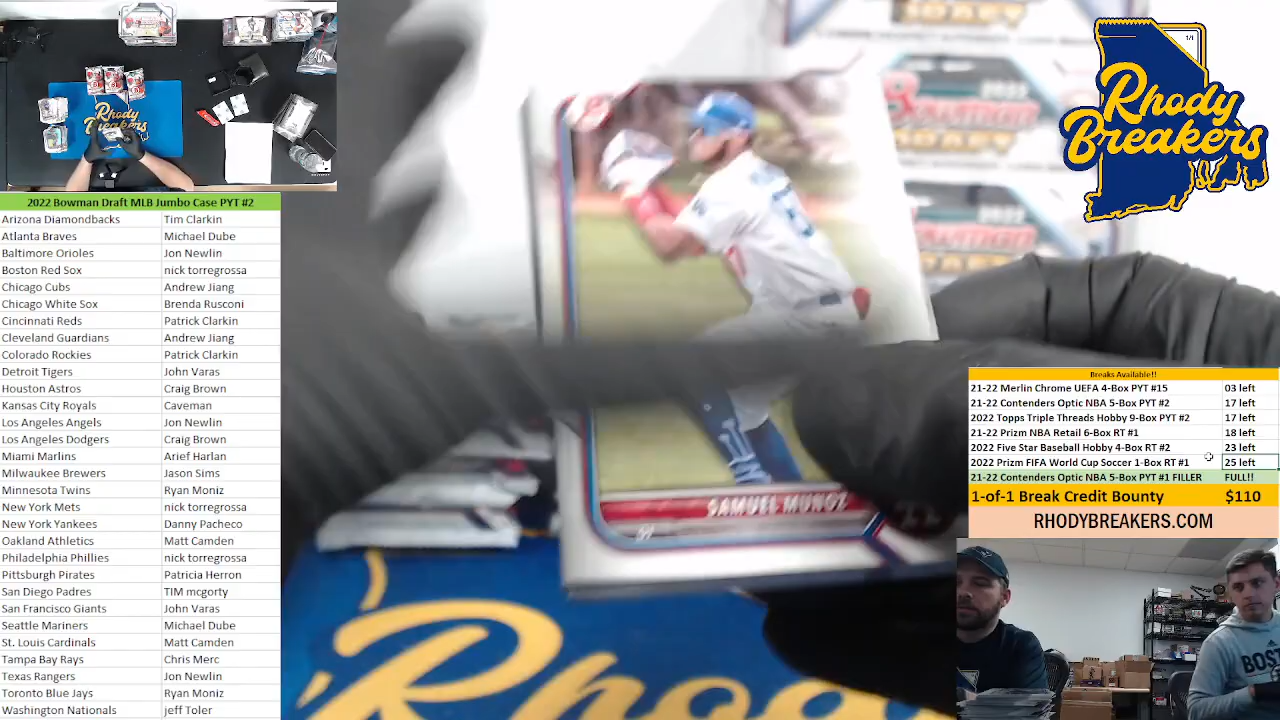 2022 Bowman Draft MLB Jumbo Case PYT #2
Arizona Diamondbacks Tim Clarkin
Atlanta Braves Michael Dube
Baltimore Orioles Jon Newlin
Boston Red Sox nick torregrossa
Chicago Cubs Andrew Jiang
Chicago White Sox Brenda Rusconi
Cincinnati Reds Patrick Clarkin
Cleveland Guardians Andrew Jiang
Colorado Rockies Patrick Clarkin
Detroit Tigers John Varas
Houston Astros Craig Brown
Kansas City Royals Caveman
Los Angeles Angels Jon Newlin
Los Angeles Dodgers Craig Brown
Miami Marlins Arief Harlan
Milwaukee Brewers Jason Sims
Minnesota Twins Ryan Moniz
New York Mets nick torregrossa
New York Yankees Danny Pacheco
Oakland Athletics Matt Camden
Philadelphia Phillies nick torregrossa
Pittsburgh Pirates Patricia Herron
San Diego Padres TIM mcgorty
San Francisco Giants John Varas
Seattle Mariners Michael Dube
St. Louis Cardinals Matt Camden
Tampa Bay Rays Chris Merc
Texas Rangers Jon Newlin
Toronto Blue Jays Ryan Moniz
Washington Nationals jeff Toler
Rhody
Breakers
SAMUEL MUNOZ
2022
Bowman
DRAFT
2022
Bowman
Rhody
1/1
Rhody
Breakers
Breaks Available!!
21-22 Merlin Chrome UEFA 4-Box PYT #15 03 left
21-22 Contenders Optic NBA 5-Box PYT #2 17 left
2022 Topps Triple Threads Hobby 9-Box PYT #2 17 left
21-22 Prizm NBA Retail 6-Box RT #1 18 left
2022 Five Star Baseball Hobby 4-Box RT #2 23 left
2022 Prizm FIFA World Cup Soccer 1-Box RT #1 25 left
21-22 Contenders Optic NBA 5-Box PYT #1 FILLER FULL!!
1-of-1 Break Credit Bounty $110
RHODYBREAKERS.COM
BOST